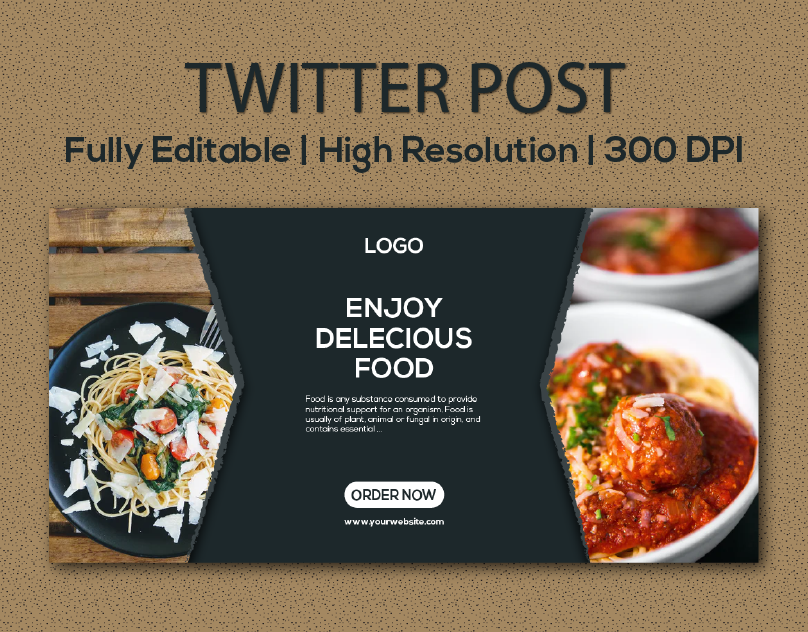 TWITTER POST
Fully Editable | High Resolution | 300 DPI
LOGO
ENJOY
DELECIOUS
FOOD
Food is any substance consumed to provide
nutritional support for an organism. Food is
usually of plant, animal or fungal in origin, and
contains essential...
ORDER NOW
www.yourwebsite.com